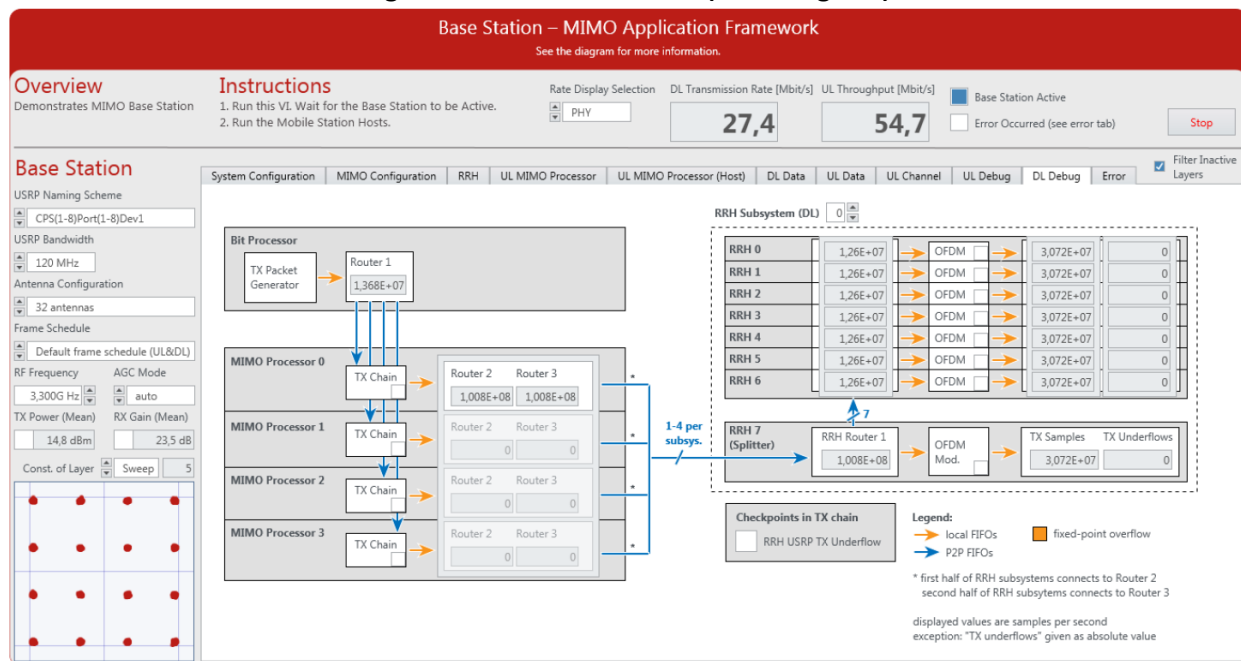 Base Station – MIMO Application Framework
See the diagram for more information.
Overview
Demonstrates MIMO Base Station
Instructions
1. Run this VI. Wait for the Base Station to be Active.
2. Run the Mobile Station Hosts.
Rate Display Selection
PHY
DL Transmission Rate [Mbit/s]
27,4
UL Throughput [Mbit/s]
54,7
Base Station Active
Error Occurred (see error tab)
Stop
Base Station
USRP Naming Scheme
CPS(1-8)Port(1-8)Dev1
USRP Bandwidth
120 MHz
Antenna Configuration
32 antennas
Frame Schedule
Default frame schedule (UL&DL)
RF Frequency AGC Mode
3,300G Hz auto
TX Power (Mean) RX Gain (Mean)
14,8 dBm 23,5 dB
Const. of Layer Sweep 5
System Configuration MIMO Configuration RRH UL MIMO Processor UL MIMO Processor (Host) DL Data UL Data UL Channel UL Debug DL Debug Error
Filter Inactive
Layers
Bit Processor
TX Packet
Generator
Router 1
1,368E+07
MIMO Processor 0
TX Chain
Router 2 Router 3
1,008E+08 1,008E+08
*
MIMO Processor 1
TX Chain
Router 2 Router 3
0 0
*
MIMO Processor 2
TX Chain
Router 2 Router 3
0 0
*
MIMO Processor 3
TX Chain
Router 2 Router 3
0 0
*
1-4 per
subsys.
RRH Subsystem (DL) 0
RRH 0 1,26E+07 OFDM 3,072E+07 0
RRH 1 1,26E+07 OFDM 3,072E+07 0
RRH 2 1,26E+07 OFDM 3,072E+07 0
RRH 3 1,26E+07 OFDM 3,072E+07 0
RRH 4 1,26E+07 OFDM 3,072E+07 0
RRH 5 1,26E+07 OFDM 3,072E+07 0
RRH 6 1,26E+07 OFDM 3,072E+07 0
7
RRH 7
(Splitter)
RRH Router 1
1,008E+08
OFDM
Mod.
TX Samples TX Underflows
3,072E+07 0
Checkpoints in TX chain
RRH USRP TX Underflow
Legend:
local FIFOs
P2P FIFOs
fixed-point overflow
* first half of RRH subsystems connects to Router 2
second half of RRH subsytems connects to Router 3
displayed values are samples per second
exception: "TX underflows" given as absolute value